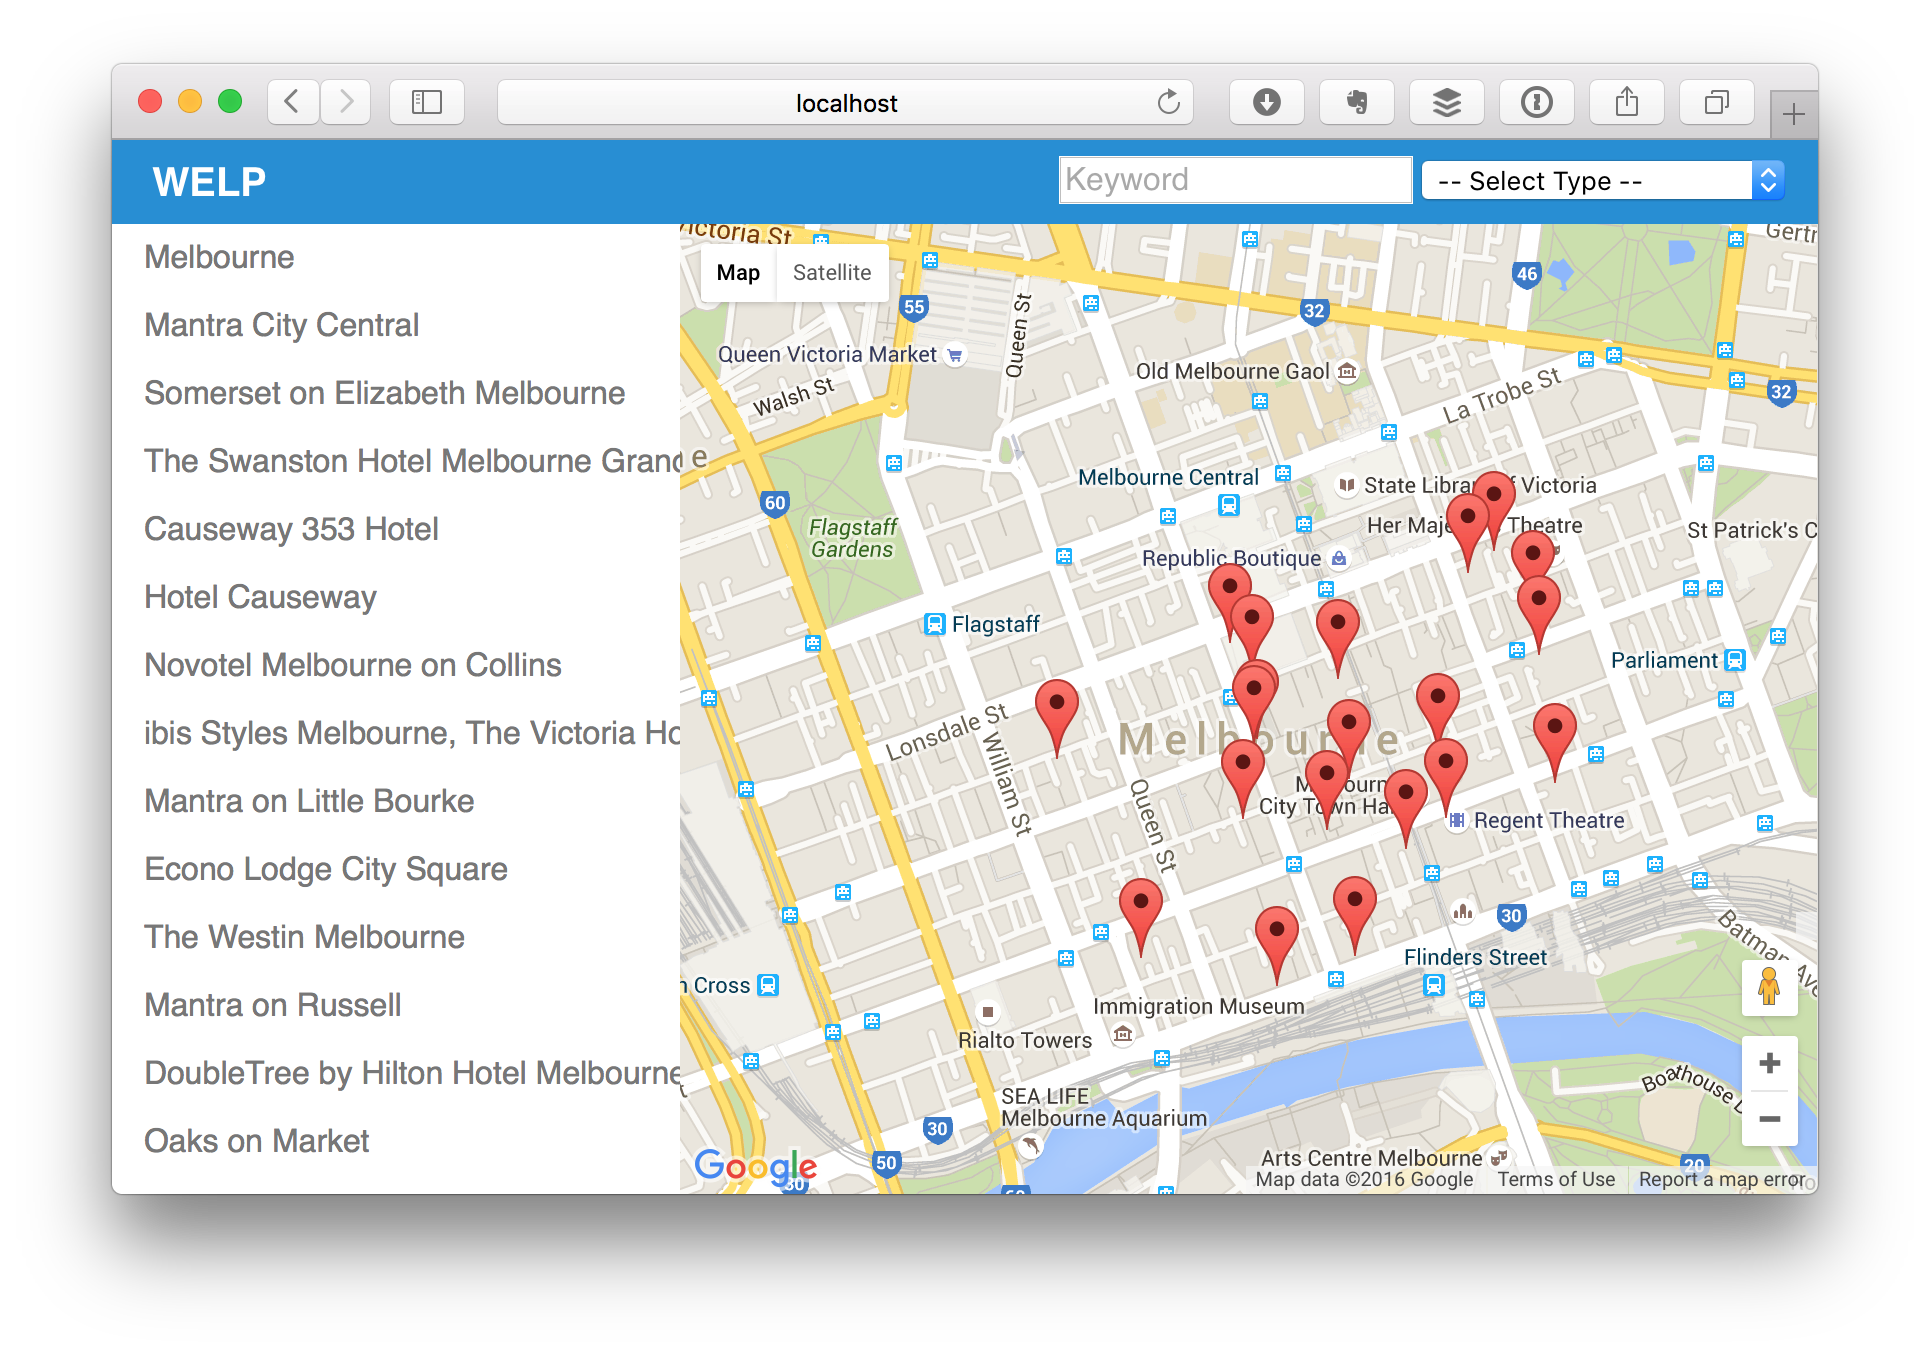 localhost
WELP
Keyword
-- Select Type --
Melbourne
Mantra City Central
Somerset on Elizabeth Melbourne
The Swanston Hotel Melbourne Grand
Causeway 353 Hotel
Hotel Causeway
Novotel Melbourne on Collins
ibis Styles Melbourne, The Victoria Ho
Mantra on Little Bourke
Econo Lodge City Square
The Westin Melbourne
Mantra on Russell
DoubleTree by Hilton Hotel Melbourne
Oaks on Market
Victoria St
Gertr
Map
Satellite
46
55
32
Queen St
Queen Victoria Market
Old Melbourne Gaol
Walsh St
La Trobe St
32
e
Melbourne Central
State Library of Victoria
60
Flagstaff
Gardens
Her Maje Theatre
St Patrick's C
Republic Boutique
Flagstaff
Parliament
Lonsdale St
Melbourne
William St
Queen St
City Town Ha
Regent Theatre
30
Batman Ave
Flinders Street
n Cross
Immigration Museum
Rialto Towers
Boathouse D
SEA LIFE
Melbourne Aquarium
30
50
Google
30
Arts Centre Melbourne
20
Map data ©2016 Google
Terms of Use
Report a map error